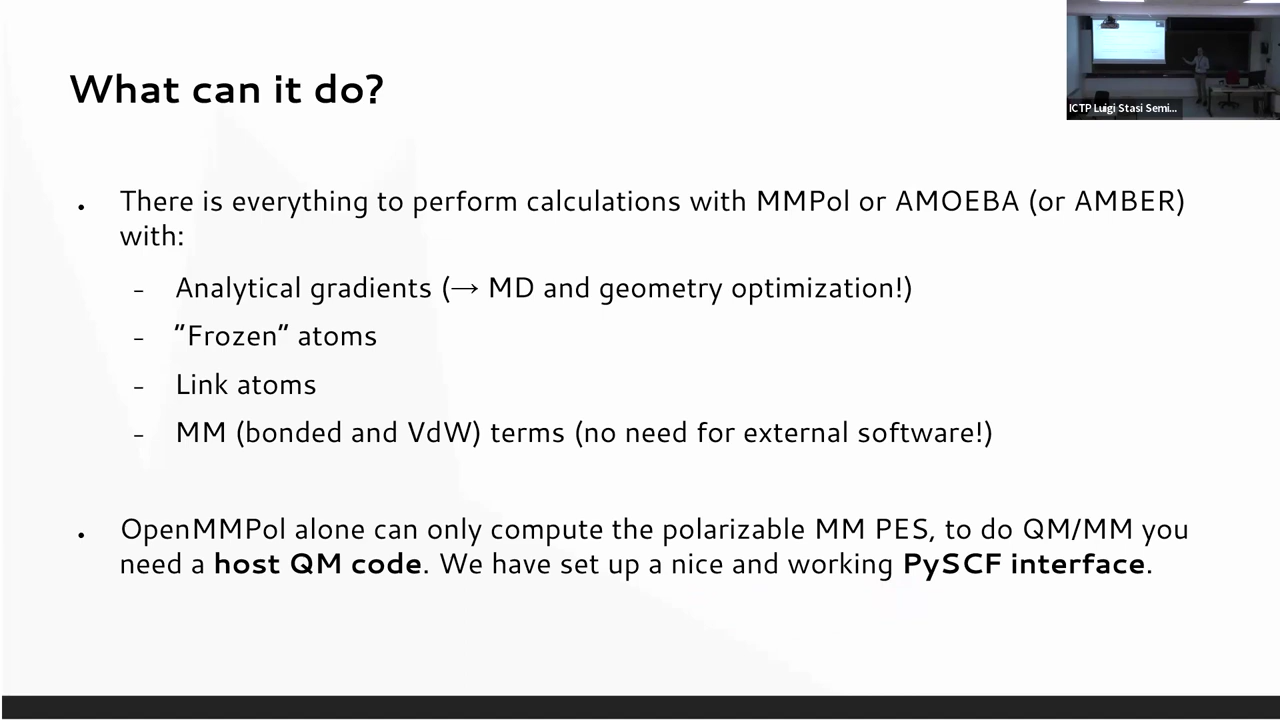 What can it do?
ICTP Luigi Stasi Semi...
• There is everything to perform calculations with MMPol or AMOEBA (or AMBER)
with:
– Analytical gradients (→ MD and geometry optimization!)
– ”Frozen” atoms
– Link atoms
– MM (bonded and VdW) terms (no need for external software!)
• OpenMMPol alone can only compute the polarizable MM PES, to do QM/MM you
need a host QM code. We have set up a nice and working PySCF interface.